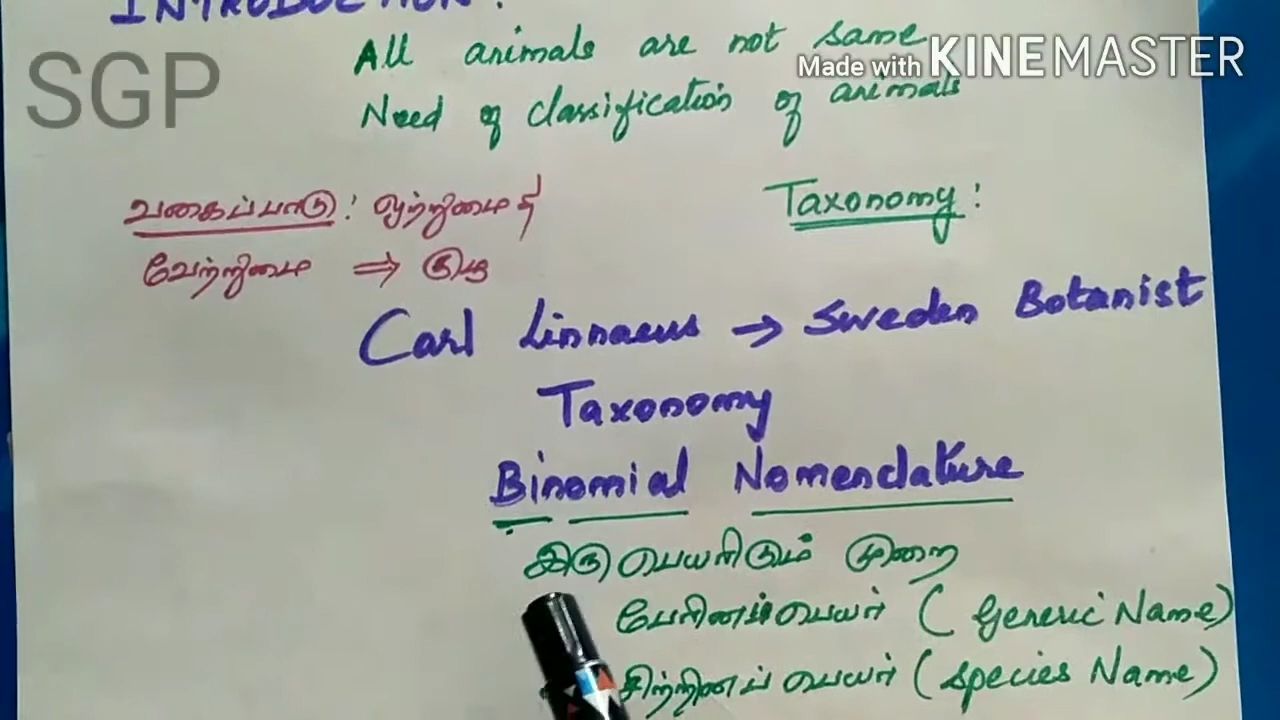 INTRODUCTION:
All animals are not same
Made with KINEMASTER
SGP
Need of classification of animals
வகைப்பாடு: ஒற்றுமை
Taxonomy:
வேற்றுமை ⇒ குழு
Carl Linnaeus → Sweden Botanist
Taxonomy
Binomial Nomenclature
இரு பெயரிடும் முறை
பேரினப்பெயர் (Generic Name)
சிற்றினப் பெயர் (Species Name)